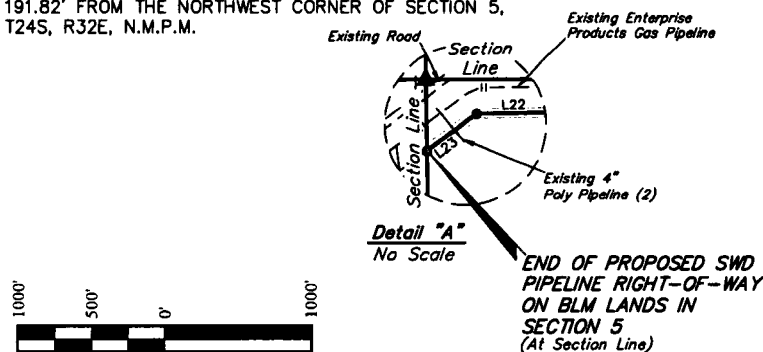 191.82' FROM THE NORTHWEST CORNER OF SECTION 5,
T24S, R32E, N.M.P.M.
Existing Road
Existing Enterprise
Products Gas Pipeline
Section
Line
L22
Section Line
L23
Existing 4"
Poly Pipeline (2)
Detail "A"
No Scale
END OF PROPOSED SWD
PIPELINE RIGHT-OF-WAY
ON BLM LANDS IN
SECTION 5
(At Section Line)
1000'
500'
0'
1000'